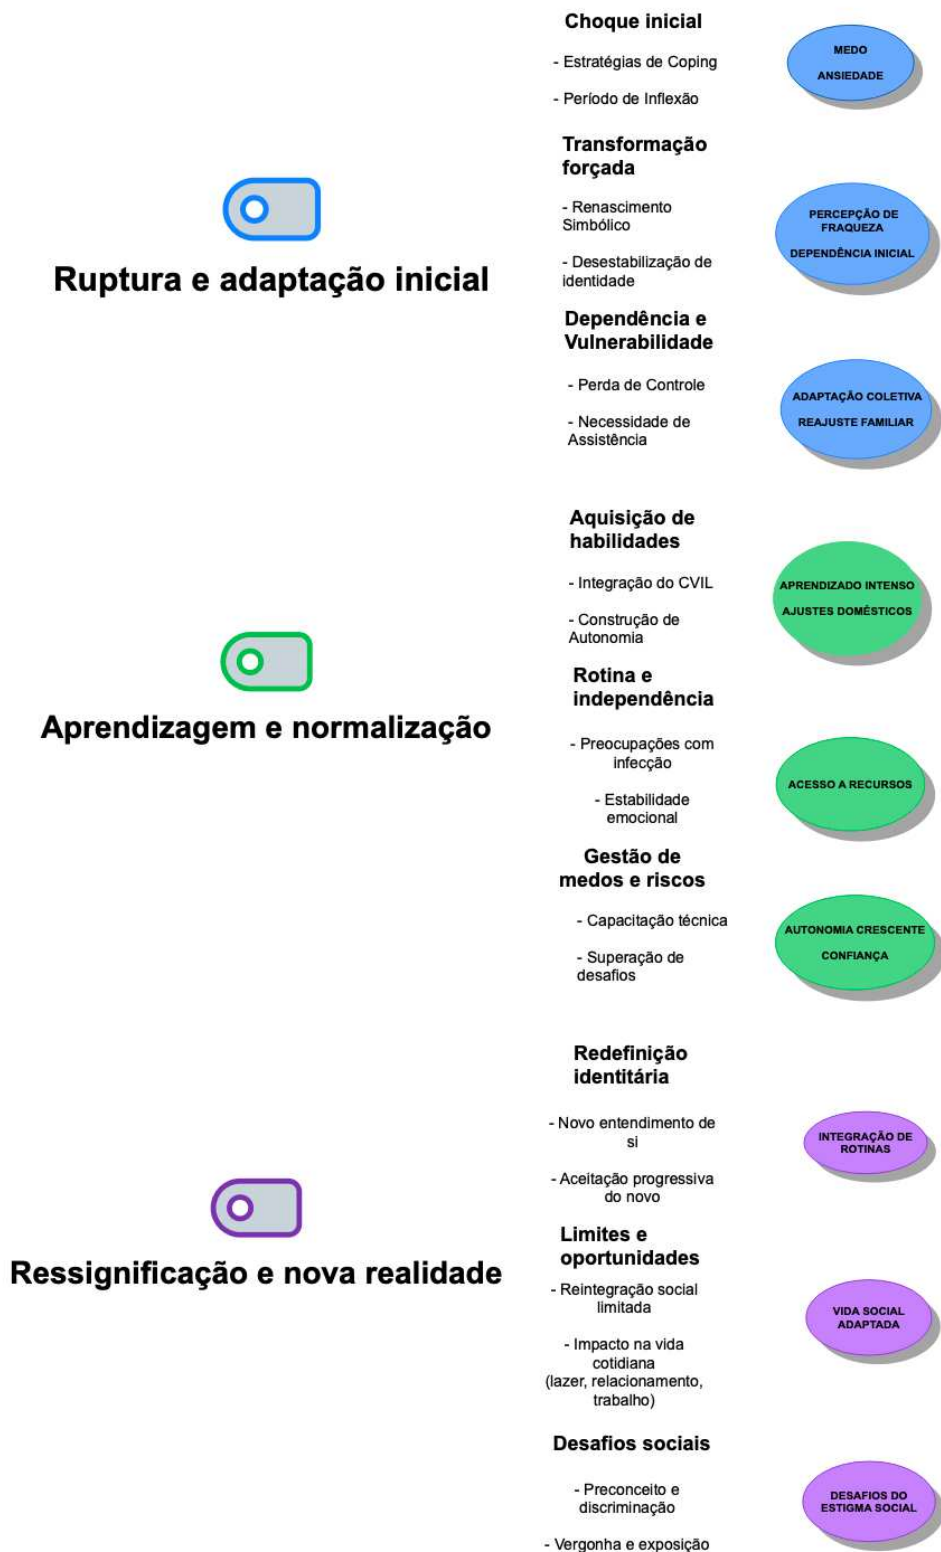 Ruptura e adaptação inicial
Choque inicial
- Estratégias de Coping
- Período de Inflexão
MEDO
ANSIEDADE
Transformação
forçada
- Renascimento
Simbólico
- Desestabilização de
identidade
PERCEPÇÃO DE
FRAQUEZA
DEPENDÊNCIA INICIAL
Dependência e
Vulnerabilidade
- Perda de Controle
- Necessidade de
Assistência
ADAPTAÇÃO COLETIVA
REAJUSTE FAMILIAR
Aprendizagem e normalização
Aquisição de
habilidades
- Integração do CVIL
- Construção de
Autonomia
APRENDIZADO INTENSO
AJUSTES DOMÉSTICOS
Rotina e
independência
- Preocupações com
infecção
- Estabilidade
emocional
ACESSO A RECURSOS
Gestão de
medos e riscos
- Capacitação técnica
- Superação de
desafios
AUTONOMIA CRESCENTE
CONFIANÇA
Ressignificação e nova realidade
Redefinição
identitária
- Novo entendimento de
si
- Aceitação progressiva
do novo
INTEGRAÇÃO DE
ROTINAS
Limites e
oportunidades
- Reintegração social
limitada
- Impacto na vida
cotidiana
(lazer, relacionamento,
trabalho)
VIDA SOCIAL
ADAPTADA
Desafios sociais
- Preconceito e
discriminação
- Vergonha e exposição
DESAFIOS DO
ESTIGMA SOCIAL